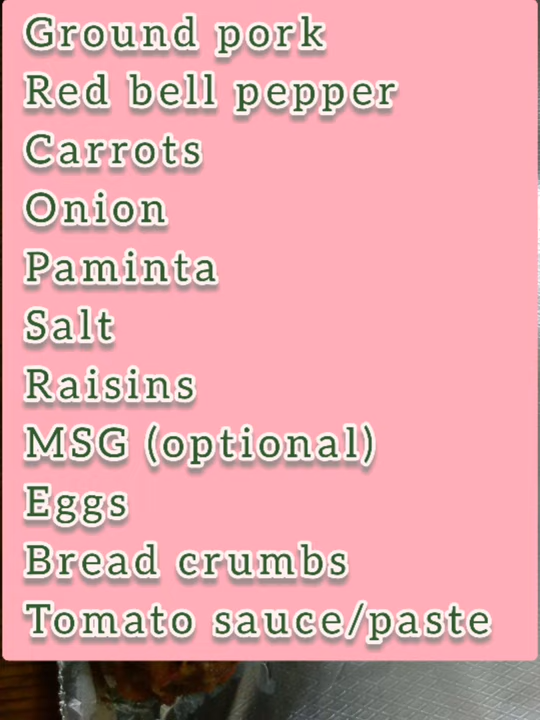 Ground pork
Red bell pepper
Carrots
Onion
Paminta
Salt
Raisins
MSG (optional)
Eggs
Bread crumbs
Tomato sauce/paste